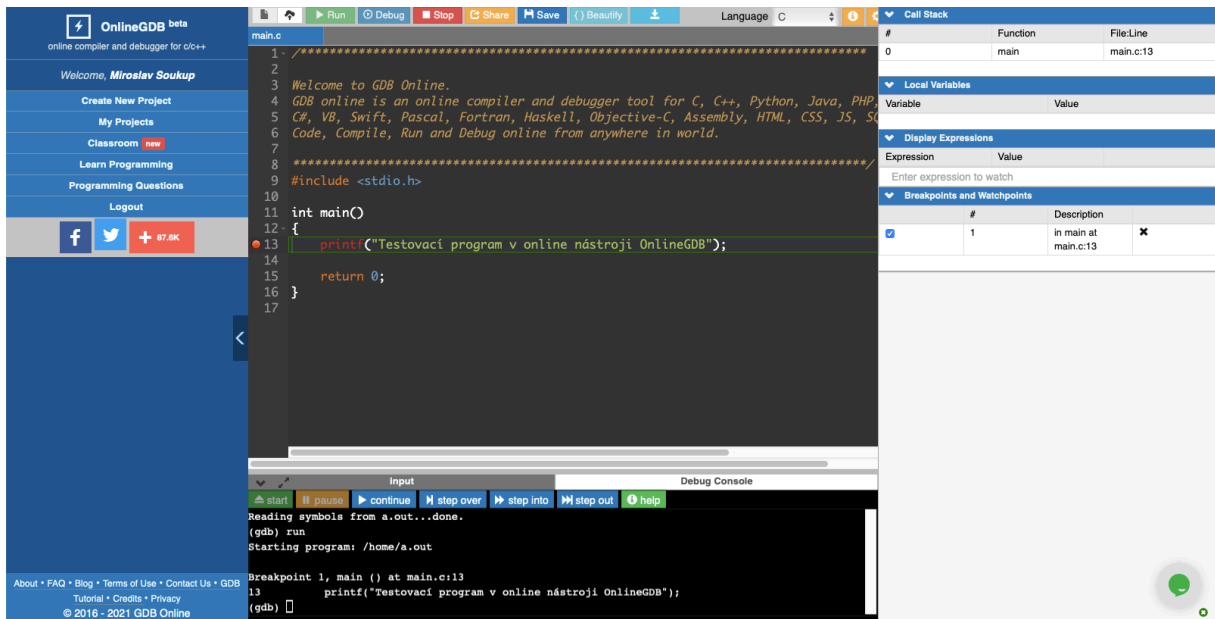 OnlineGDB beta
online compiler and debugger for c/c++
Welcome, Miroslav Soukup
Create New Project
My Projects
Classroom new
Learn Programming
Programming Questions
Logout
87.6K
About • FAQ • Blog • Terms of Use • Contact Us • GDB
Tutorial • Credits • Privacy
© 2016 - 2021 GDB Online
Run Debug Stop Share Save {} Beautify Language C
main.c
1 /******************************************************************************
2
3 Welcome to GDB Online.
4 GDB online is an online compiler and debugger tool for C, C++, Python, Java, PHP,
5 C#, VB, Swift, Pascal, Fortran, Haskell, Objective-C, Assembly, HTML, CSS, JS, SQ
6 Code, Compile, Run and Debug online from anywhere in world.
7
8 *******************************************************************************/
9 #include <stdio.h>
10
11 int main()
12 {
13 printf("Testovací program v online nástroji OnlineGDB");
14
15 return 0;
16 }
17
input Debug Console
start pause continue step over step into step out help
Reading symbols from a.out...done.
(gdb) run
Starting program: /home/a.out
Breakpoint 1, main () at main.c:13
13 printf("Testovací program v online nástroji OnlineGDB");
(gdb)
Call Stack
# Function File:Line
0 main main.c:13
Local Variables
Variable Value
Display Expressions
Expression Value
Enter expression to watch
Breakpoints and Watchpoints
# Description
1 in main at
main.c:13